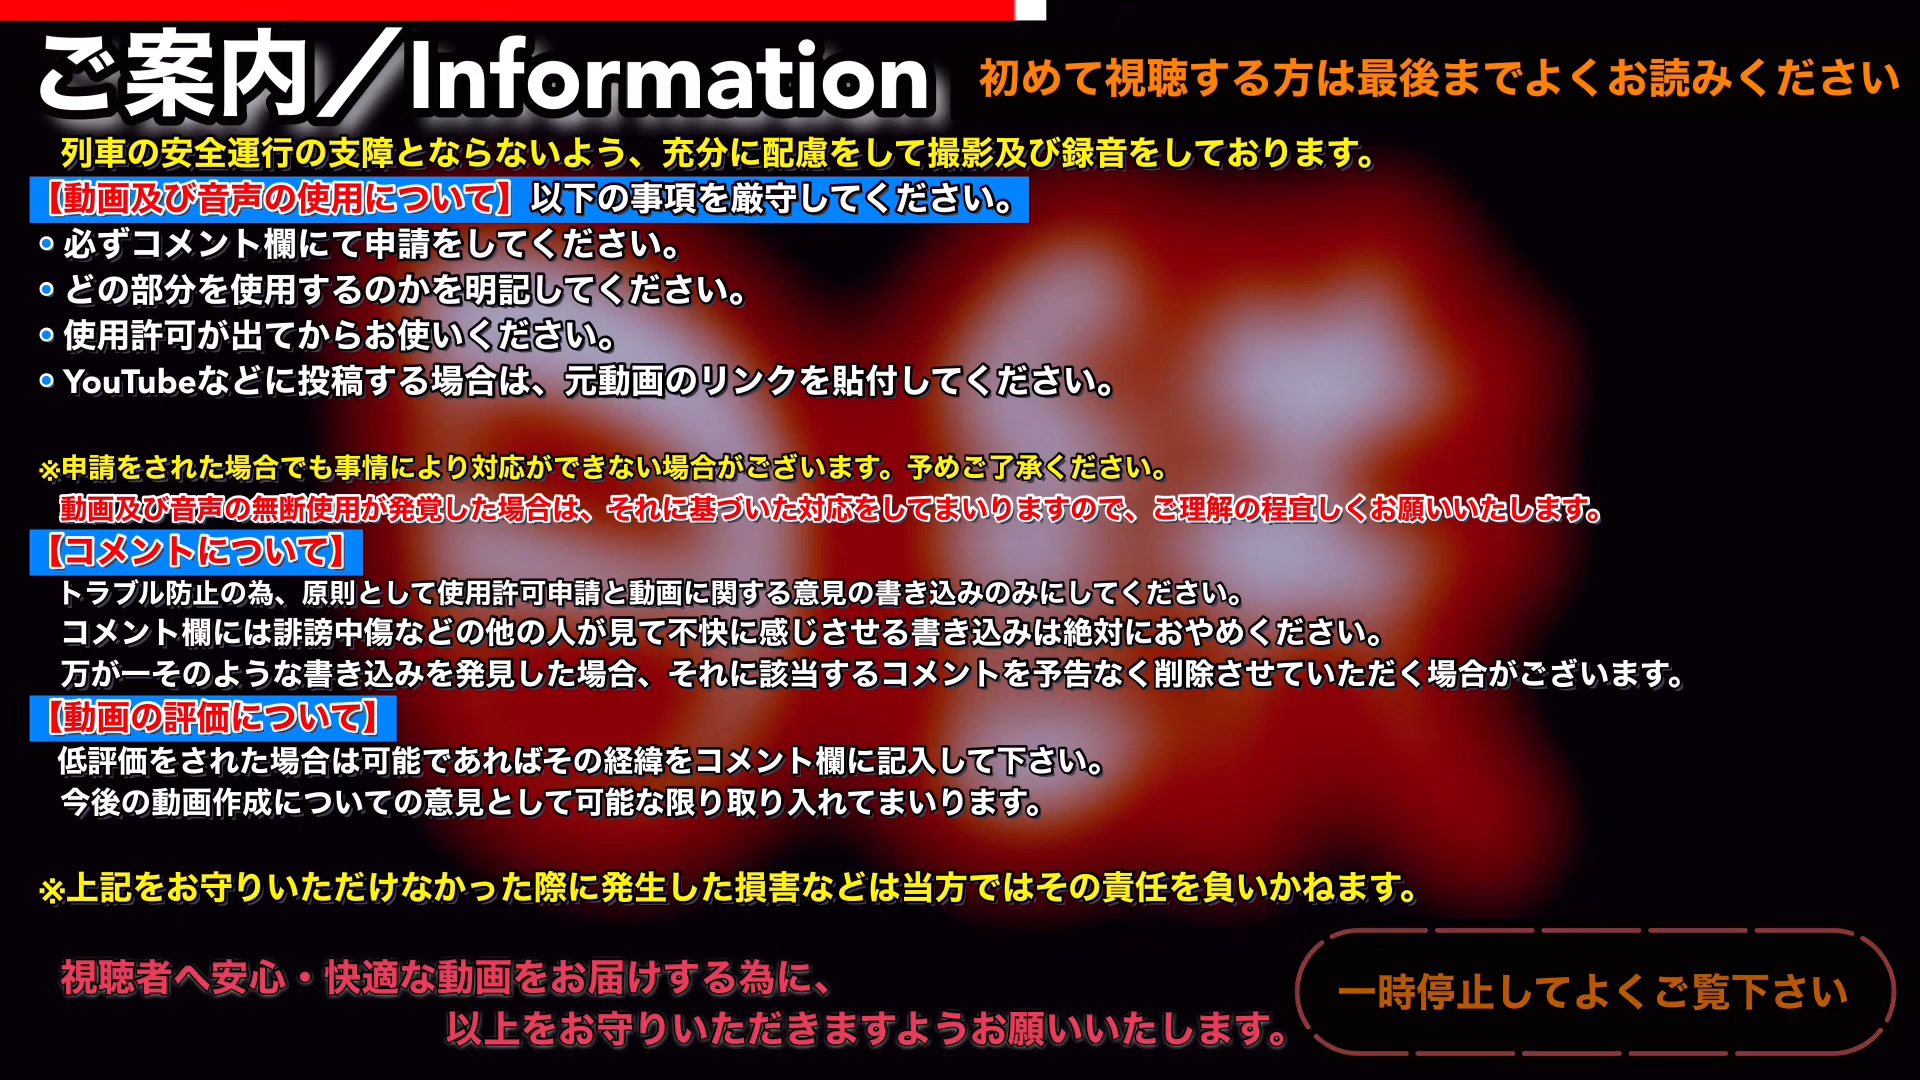 ご案内／Information
初めて視聴する方は最後までよくお読みください
列車の安全運行の支障とならないよう、充分に配慮をして撮影及び録音をしております。
【動画及び音声の使用について】以下の事項を厳守してください。
• 必ずコメント欄にて申請をしてください。
• どの部分を使用するのかを明記してください。
• 使用許可が出てからお使いください。
• YouTubeなどに投稿する場合は、元動画のリンクを貼付してください。
※申請をされた場合でも事情により対応ができない場合がございます。予めご了承ください。
動画及び音声の無断使用が発覚した場合は、それに基づいた対応をしてまいりますので、ご理解の程宜しくお願いいたします。
【コメントについて】
トラブル防止の為、原則として使用許可申請と動画に関する意見の書き込みのみにしてください。
コメント欄には誹謗中傷などの他の人が見て不快に感じさせる書き込みは絶対におやめください。
万が一そのような書き込みを発見した場合、それに該当するコメントを予告なく削除させていただく場合がございます。
【動画の評価について】
低評価をされた場合は可能であればその経緯をコメント欄に記入して下さい。
今後の動画作成についての意見として可能な限り取り入れてまいります。
※上記をお守りいただけなかった際に発生した損害などは当方ではその責任を負いかねます。
視聴者へ安心・快適な動画をお届けする為に、
以上をお守りいただきますようお願いいたします。
一時停止してよくご覧下さい